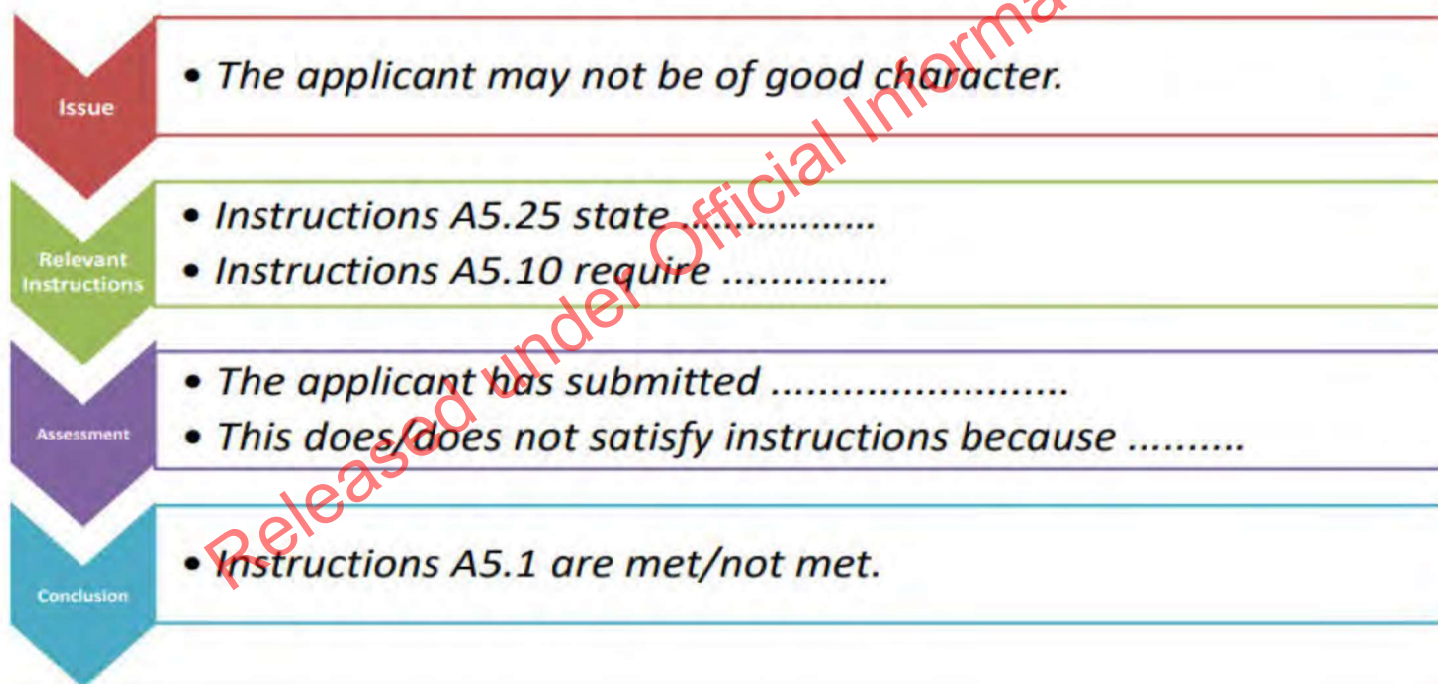 Issue
• The applicant may not be of good character.
Relevant
Instructions
• Instructions A5.25 state ..................
• Instructions A5.10 require ..............
Assessment
• The applicant has submitted .........................
• This does/does not satisfy instructions because ..........
Conclusion
• Instructions A5.1 are met/not met.
Released under Official